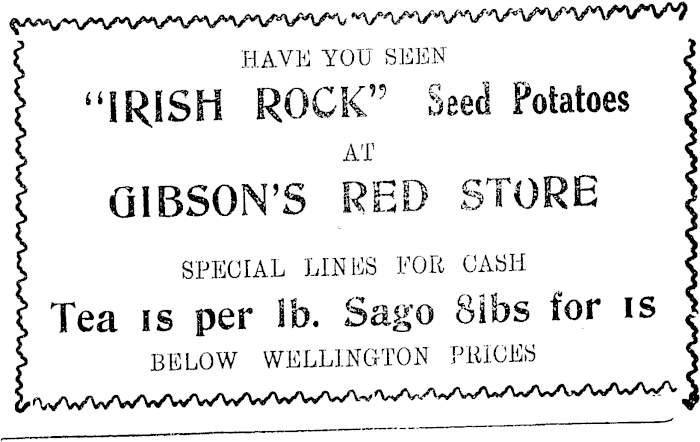 HAVE YOU SEEN
"IRISH ROCK" Seed Potatoes
AT
GIBSON'S RED STORE
SPECIAL LINES FOR CASH
Tea 1s per lb. Sago 8lbs for 1s
BELOW WELLINGTON PRICES